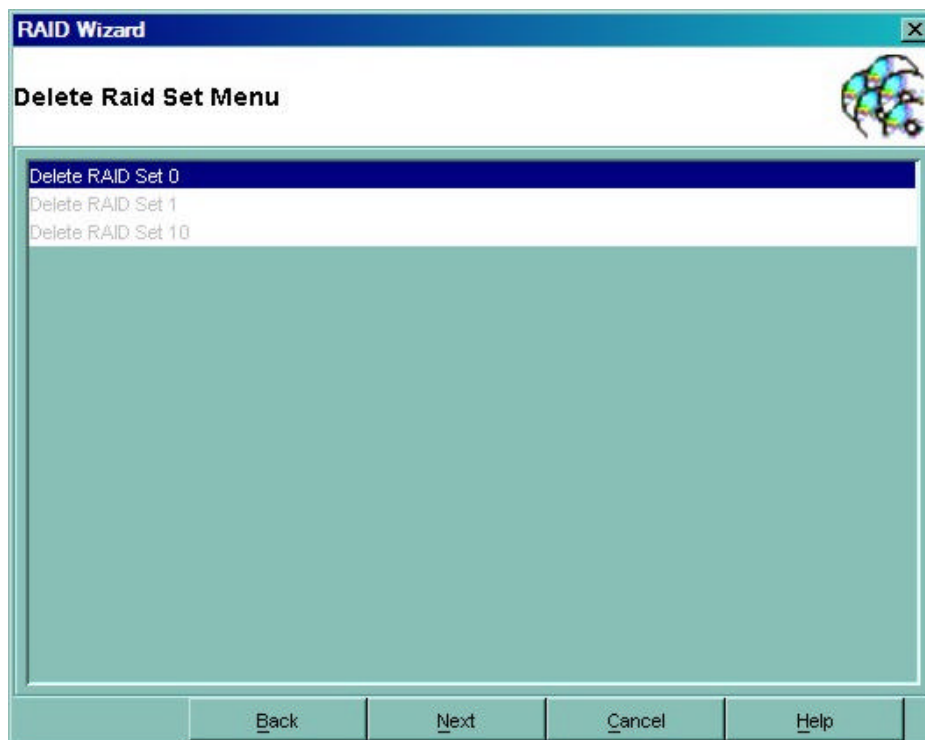 RAID Wizard
Delete Raid Set Menu
Delete RAID Set 0
Delete RAID Set 1
Delete RAID Set 10
Back Next Cancel Help